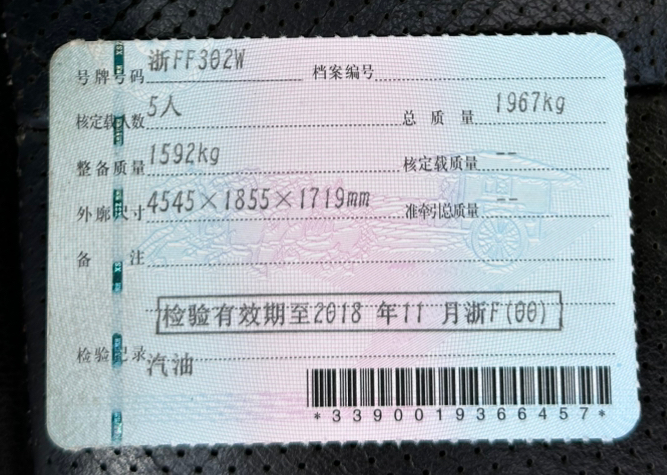 号牌号码 浙FF302W 档案编号
核定载人数 5人 总质量 1967kg
整备质量 1592kg 核定载质量 --
外廓尺寸 4545×1855×1719mm 准牵引总质量 --
备注
检验有效期至2018 年11 月浙F(00)
检验记录 汽油
*3390019366457*